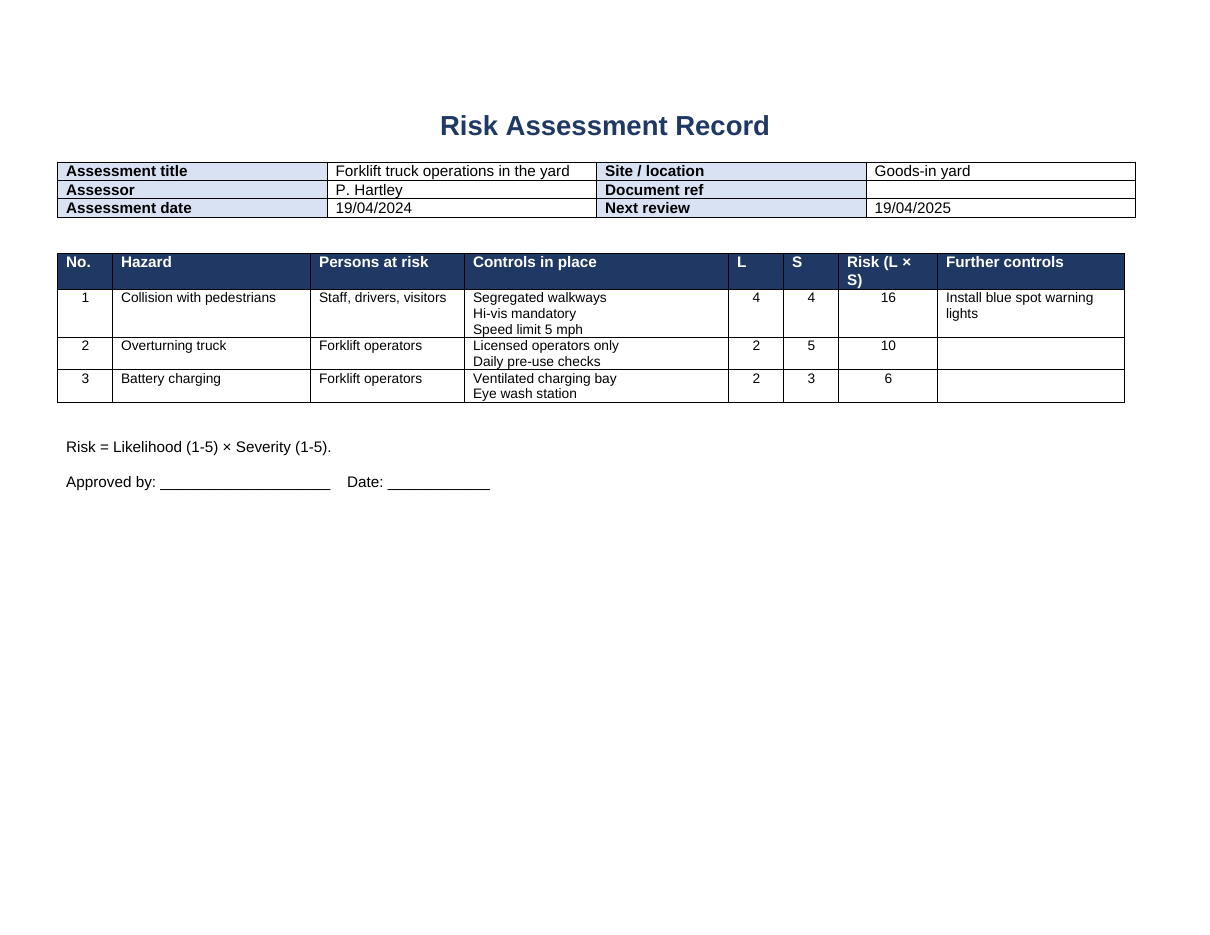 Risk Assessment Record
Assessment title Forklift truck operations in the yard Site / location Goods-in yard
Assessor P. Hartley Document ref
Assessment date 19/04/2024 Next review 19/04/2025
No. Hazard Persons at risk Controls in place L S Risk (L × Further controls
S)
1 Collision with pedestrians Staff, drivers, visitors Segregated walkways 4 4 16 Install blue spot warning
Hi-vis mandatory lights
Speed limit 5 mph
2 Overturning truck Forklift operators Licensed operators only 2 5 10
Daily pre-use checks
3 Battery charging Forklift operators Ventilated charging bay 2 3 6
Eye wash station
Risk = Likelihood (1-5) × Severity (1-5).
Approved by: ____________________ Date: ____________